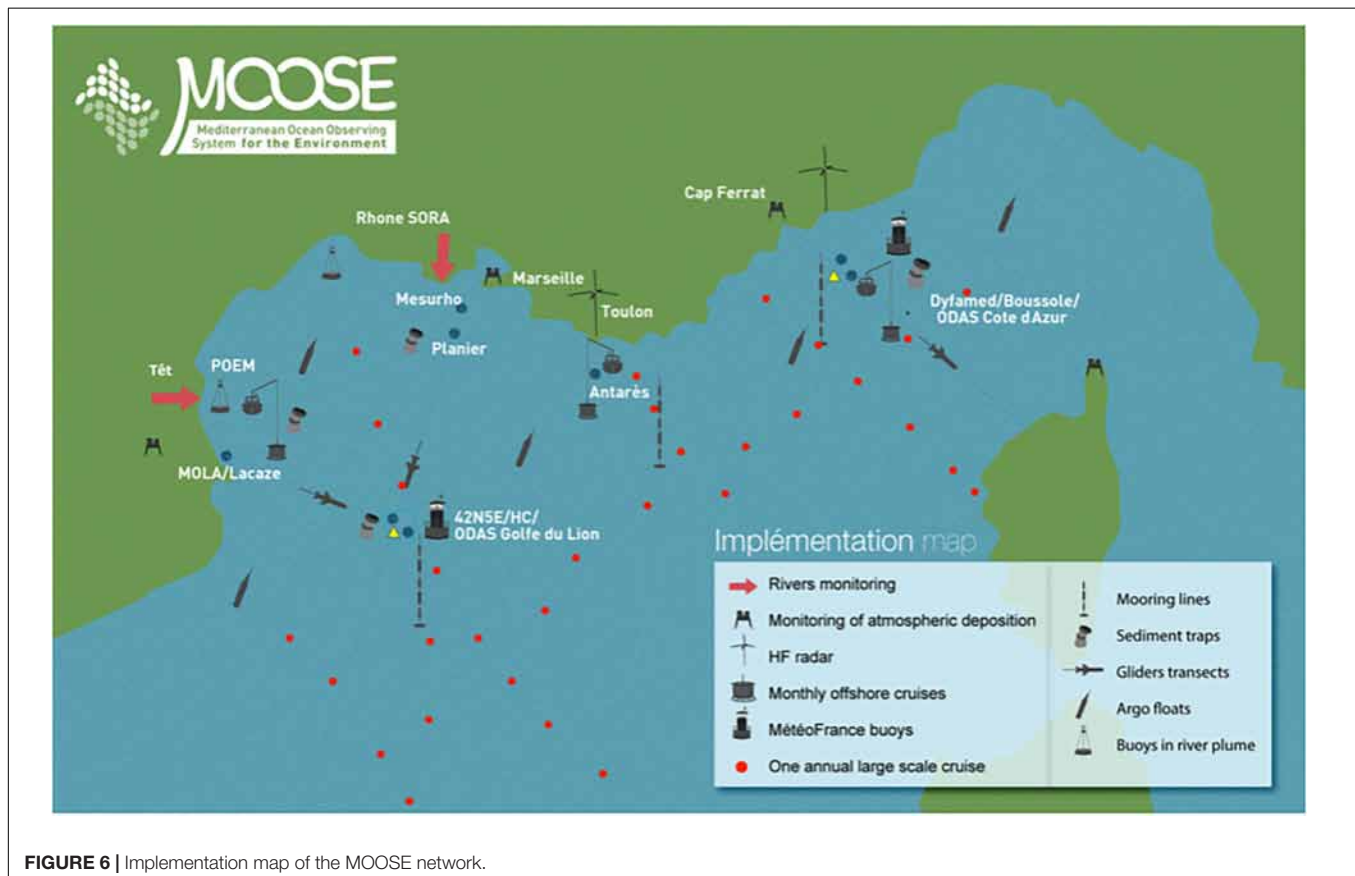 MOOSE
Mediterranean Ocean Observing
System for the Environment
Cap Ferrat
Rhone SORA
Marseille
Mesurho
Toulon
Planier
Dyfamed/Boussole/
ODAS Cote dAzur
Têt
POEM
Antarès
MOLA/Lacaze
42N5E/HC/
ODAS Golfe du Lion
Implémentation map
Rivers monitoring
Monitoring of atmospheric deposition
HF radar
Monthly offshore cruises
MétéoFrance buoys
One annual large scale cruise
Mooring lines
Sediment traps
Gliders transects
Argo floats
Buoys in river plume
FIGURE 6 | Implementation map of the MOOSE network.